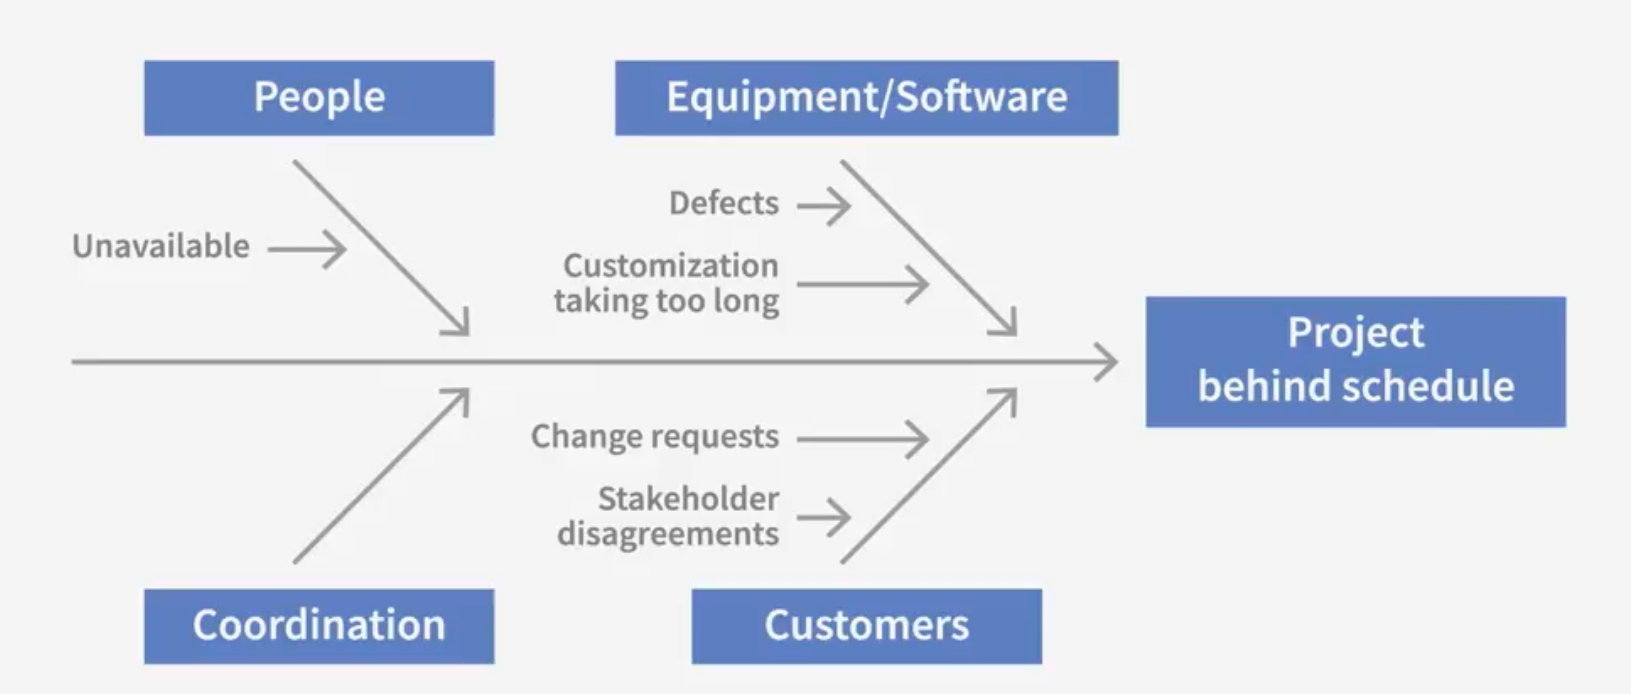 People
Equipment/Software
Defects
Unavailable
Customization
taking too long
Project
behind schedule
Change requests
Stakeholder
disagreements
Coordination
Customers